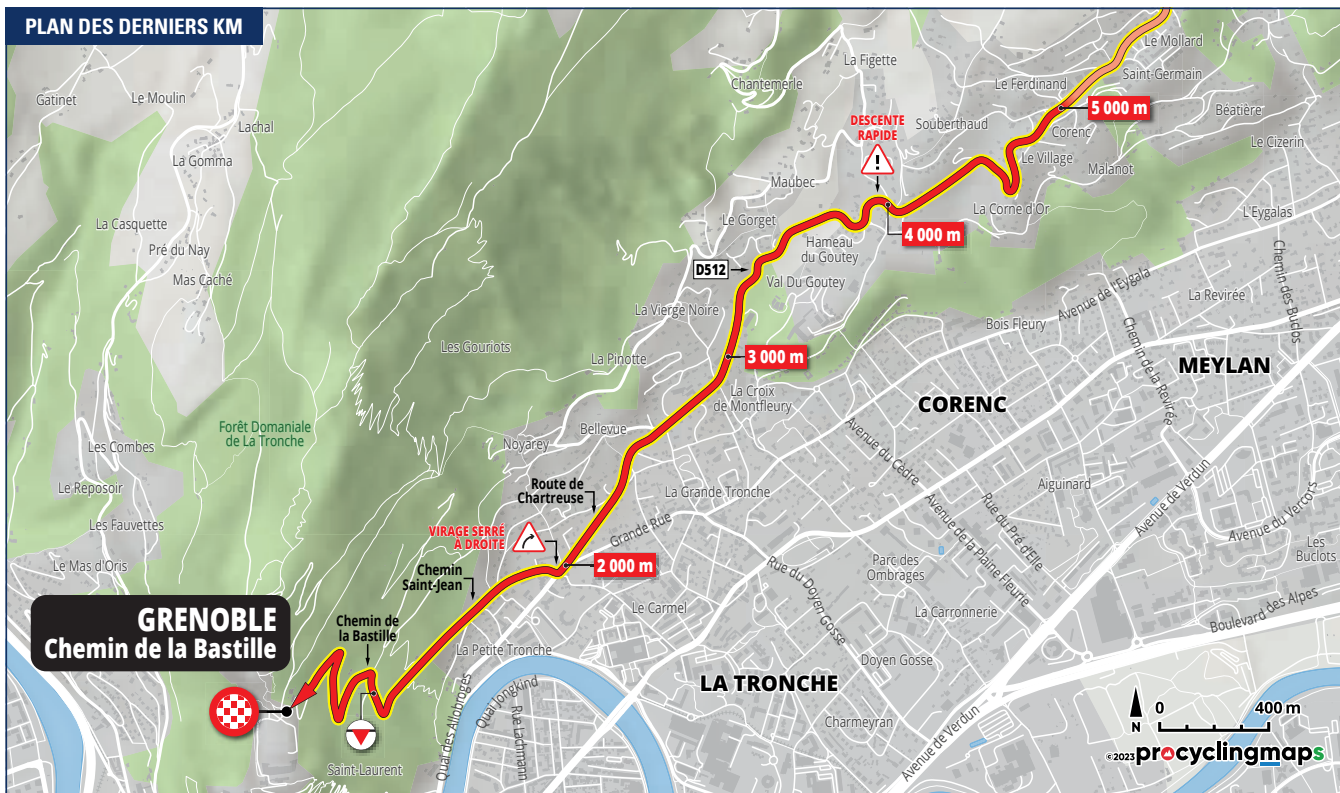 PLAN DES DERNIERS KM
Le Mollard
Saint-Germain
La Figette
Chantemerle
Le Ferdinand
5 000 m
Béatière
Gatinet
Le Moulin
Lachal
DESCENTE
RAPIDE
Souberthaud
Corenc
Le Cizerin
La Gomma
Le Village
Malanot
Maubec
La Corne d'Or
L'Eygalas
La Casquette
Le Gorget
4 000 m
Pré du Nay
Hameau
du Goutey
D512
Mas Caché
Val Du Goutey
Avenue de l'Eygala
La Revirée
Chemin des Buclos
La Vierge Noire
Bois Fleury
Chemin de la Revirée
Les Gouriots
La Pinotte
3 000 m
MEYLAN
La Croix
de Montfleury
CORENC
Forêt Domaniale
de La Tronche
Bellevue
Noyarey
Les Combes
Avenue du Cèdre
Avenue de Verdun
Le Reposoir
Route de
Chartreuse
La Grande Tronche
Aiguinard
Avenue du Vercors
Les Fauvettes
VIRAGE SERRÉ
À DROITE
Grande Rue
Avenue de la Plaine Fleurie
Rue du Pré d'Elle
Les
Buclots
Le Mas d'Oris
Chemin
Saint-Jean
2 000 m
Parc des
Ombrages
Rue du Doyen Gosse
Le Carmel
La Carronnerie
Boulevard des Alpes
GRENOBLE
Chemin de la Bastille
Chemin de
la Bastille
La Petite Tronche
Doyen Gosse
LA TRONCHE
Quai des Allobroges
Quai Jongkind
Rue Lachmann
Charmeyran
Avenue de Verdun
Saint-Laurent
N
0
400 m
©2023 procyclingmaps